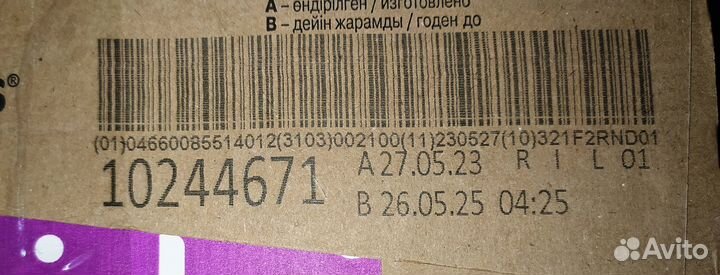 А – өндірілген / изготовлено
В – дейін жарамды / годен до
s®
(01)04660085514012(3103)002100(11)230527(10)321F2RND01
10244671
A 27.05.23 R I L 01
B 26.05.25 04:25
Avito